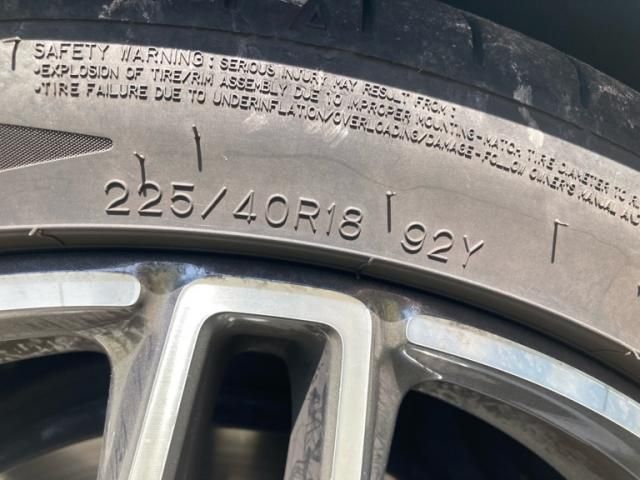 SAFETY WARNING: SERIOUS INJURY MAY RESULT FROM:
•EXPLOSION OF TIRE/RIM ASSEMBLY DUE TO IMPROPER MOUNTING-MATCH TIRE DIAMETER TO
•TIRE FAILURE DUE TO UNDERINFLATION/OVERLOADING/DAMAGE-FOLLOW OWNER'S MANUAL
225/40R18 92Y